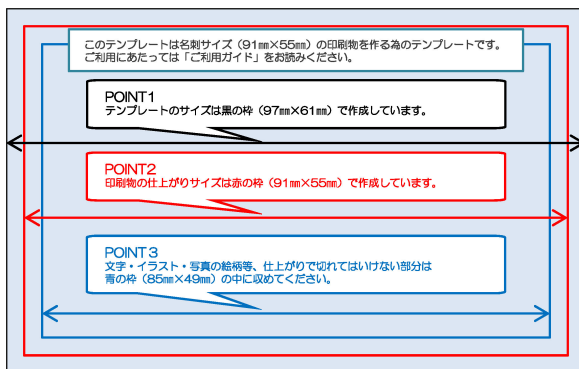 このテンプレートは名刺サイズ（91㎜×55㎜）の印刷物を作る為のテンプレートです。
ご利用にあたっては「ご利用ガイド」をお読みください。
POINT1
テンプレートのサイズは黒の枠（97㎜×61㎜）で作成しています。
POINT2
印刷物の仕上がりサイズは赤の枠（91㎜×55㎜）で作成しています。
POINT3
文字・イラスト・写真の絵柄等、仕上がりで切れてはいけない部分は
青の枠（85㎜×49㎜）の中に収めてください。